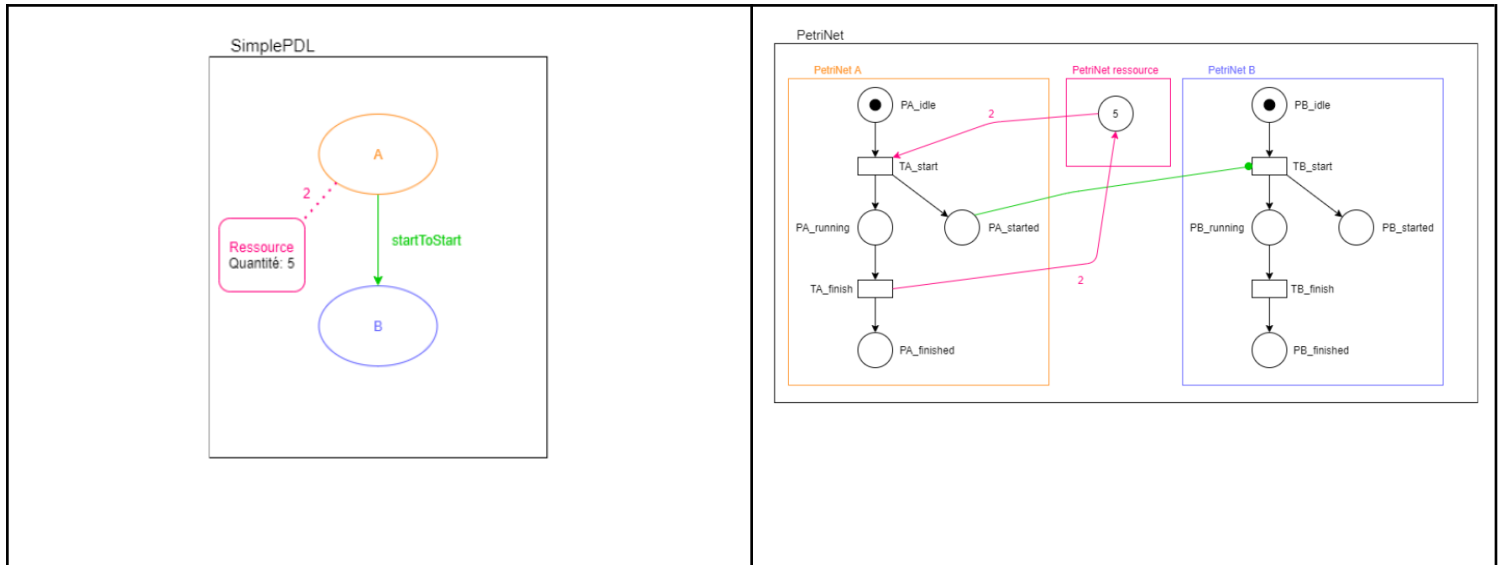 SimplePDL
A
2
Ressource
Quantité: 5
startToStart
B
PetriNet
PetriNet A
PetriNet ressource
PetriNet B
PA_idle
5
PB_idle
2
TA_start
TB_start
PA_running
PA_started
PB_running
PB_started
TA_finish
2
TB_finish
PA_finished
PB_finished